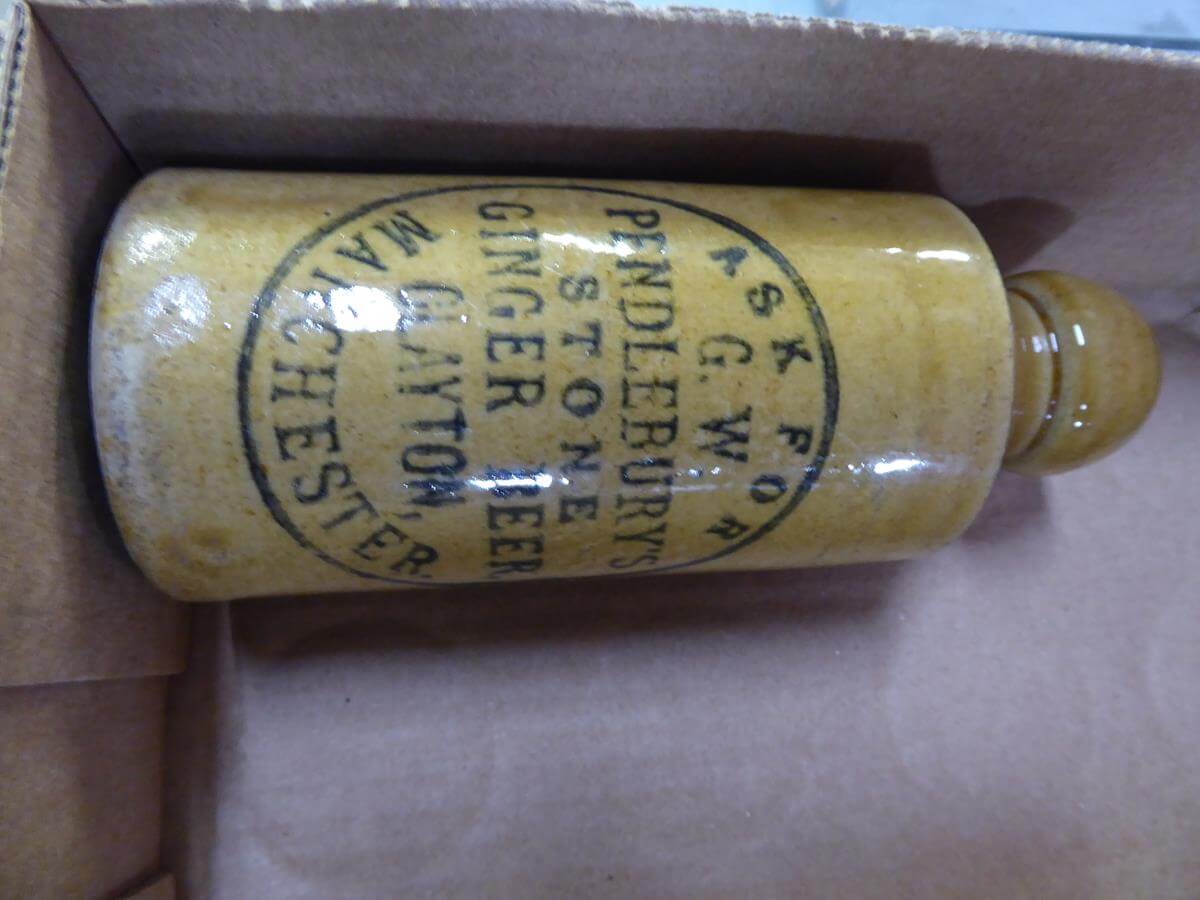 ASK FOR
G. W.
PENDLEBURY'S
STONE
GINGER BEER
CLAYTON,
MANCHESTER.